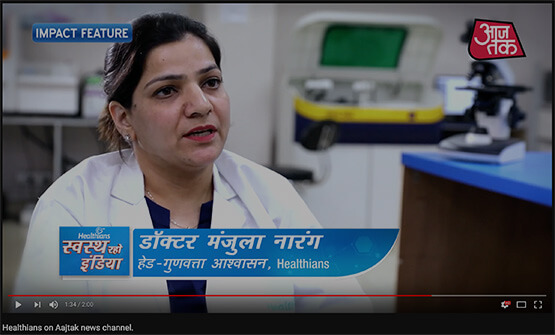 IMPACT FEATURE
आज
तक
Healthians
स्वस्थ रहो
इंडिया
डॉक्टर मंजुला नारंग
हेड-गुणवत्ता आश्वासन, Healthians
1:34 / 2:00
Healthians on Aajtak news channel.